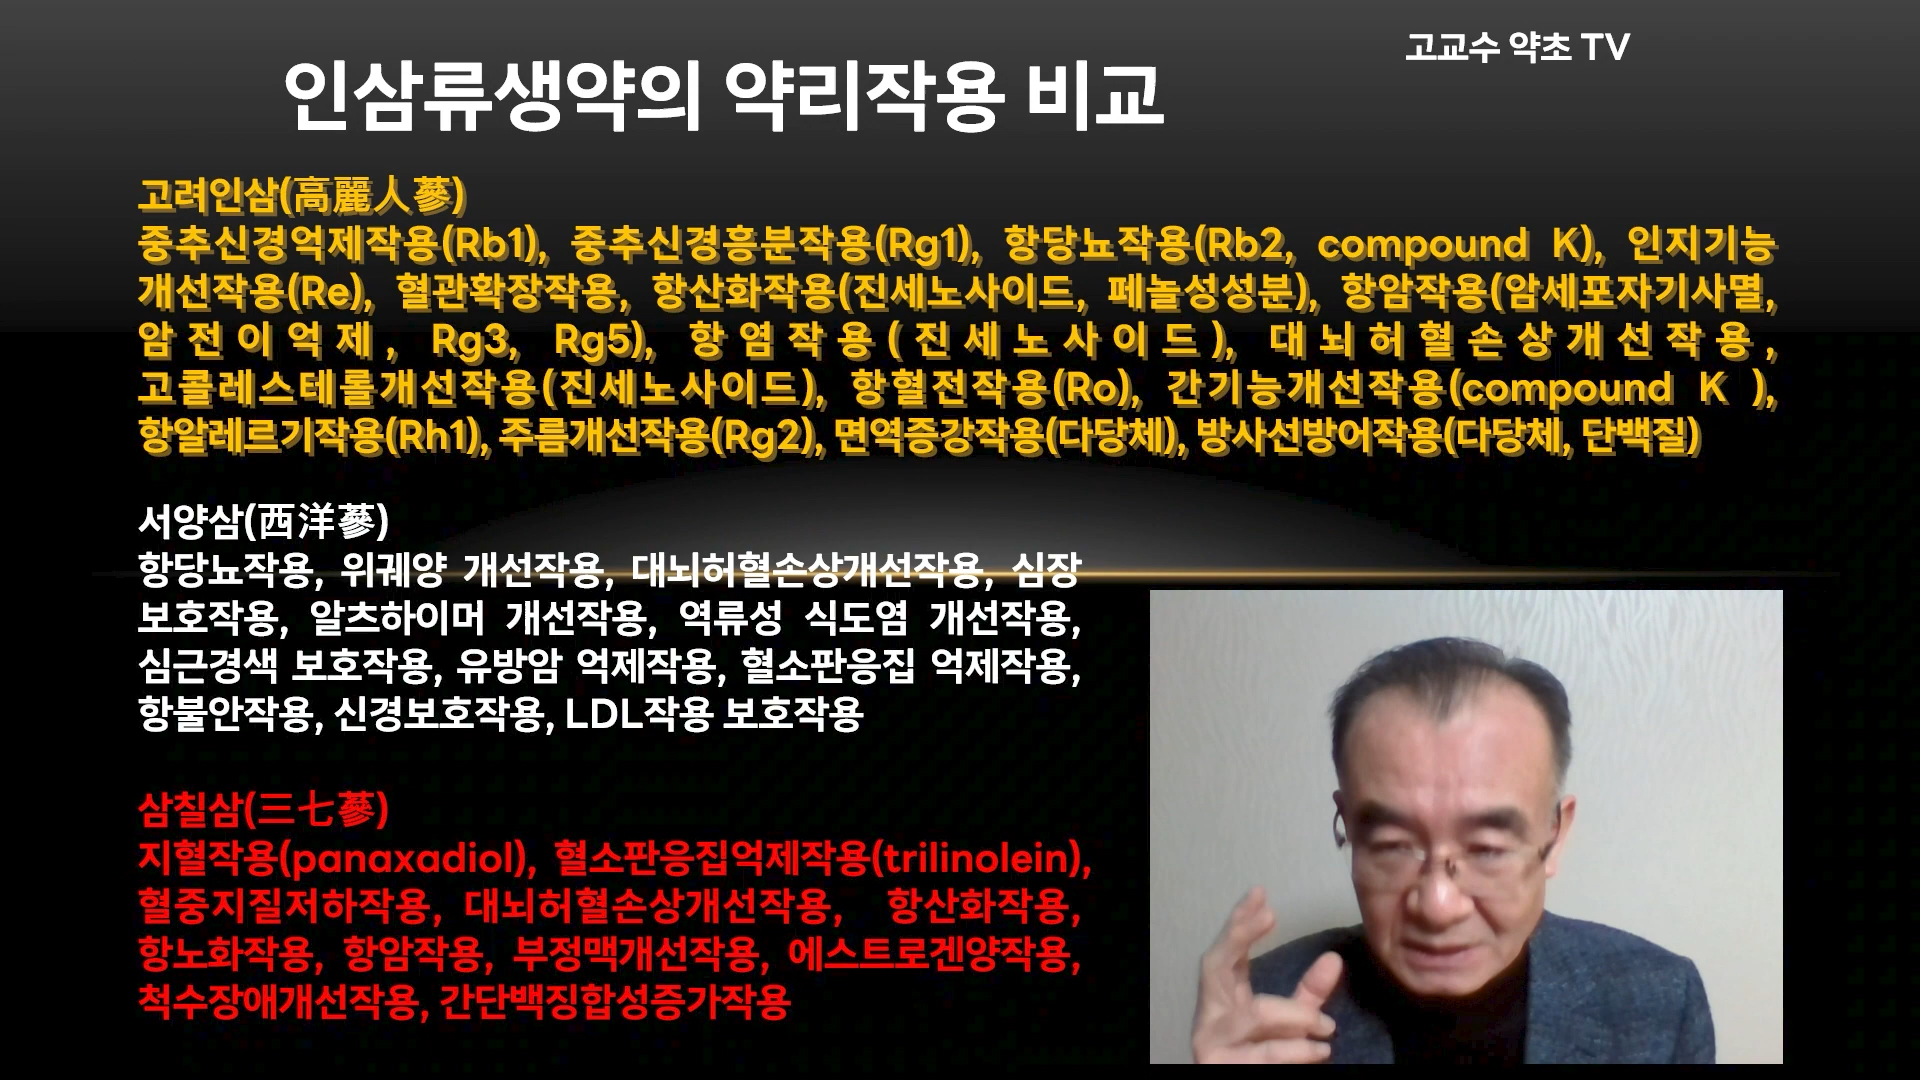 고교수 약초 TV
인삼류생약의 약리작용 비교
고려인삼(高麗人蔘)
중추신경억제작용(Rb1), 중추신경흥분작용(Rg1), 항당뇨작용(Rb2, compound K), 인지기능
개선작용(Re), 혈관확장작용, 항산화작용(진세노사이드, 페놀성성분), 항암작용(암세포자기사멸,
암전이억제, Rg3, Rg5), 항염작용(진세노사이드), 대뇌허혈손상개선작용,
고콜레스테롤개선작용(진세노사이드), 항혈전작용(Ro), 간기능개선작용(compound K ),
항알레르기작용(Rh1), 주름개선작용(Rg2), 면역증강작용(다당체), 방사선방어작용(다당체, 단백질)
서양삼(西洋蔘)
항당뇨작용, 위궤양 개선작용, 대뇌허혈손상개선작용, 심장
보호작용, 알츠하이머 개선작용, 역류성 식도염 개선작용,
심근경색 보호작용, 유방암 억제작용, 혈소판응집 억제작용,
항불안작용, 신경보호작용, LDL작용 보호작용
삼칠삼(三七蔘)
지혈작용(panaxadiol), 혈소판응집억제작용(trilinolein),
혈중지질저하작용, 대뇌허혈손상개선작용, 항산화작용,
항노화작용, 항암작용, 부정맥개선작용, 에스트로겐양작용,
척수장애개선작용, 간단백징합성증가작용